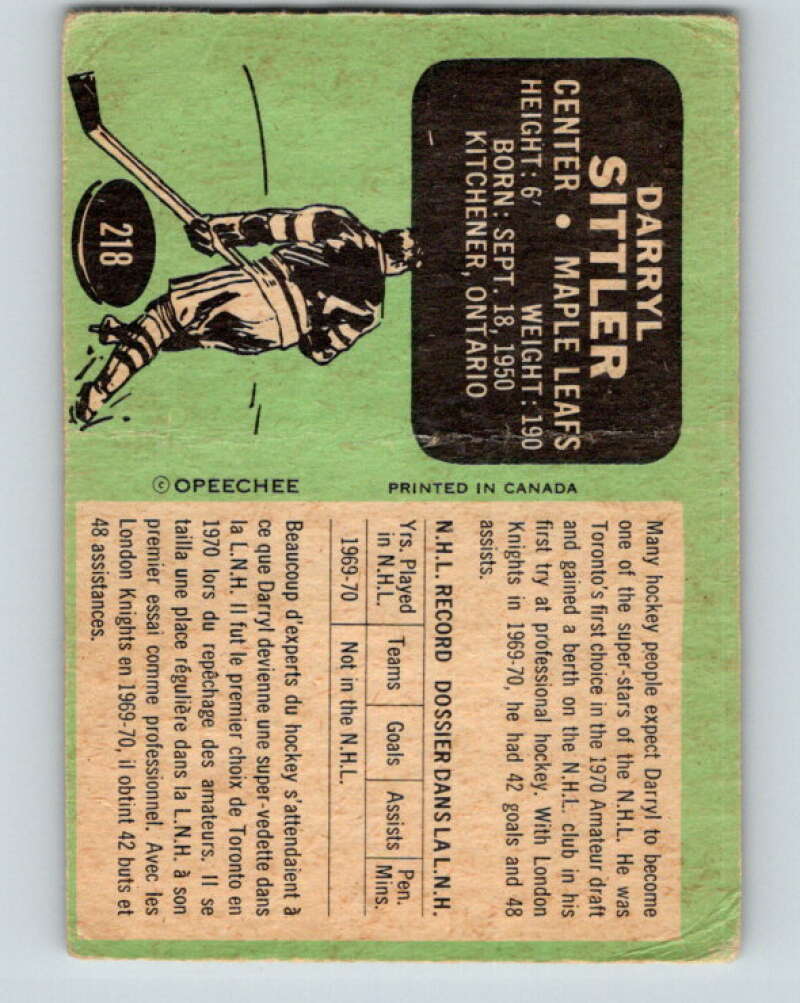 DARRYL
SITTLER
CENTER • MAPLE LEAFS
HEIGHT: 6' WEIGHT: 190
BORN: SEPT. 18, 1950
KITCHENER, ONTARIO
218
© OPEECHEE PRINTED IN CANADA
Many hockey people expect Darryl to become
one of the super-stars of the N.H.L. He was
Toronto's first choice in the 1970 Amateur draft
and gained a berth on the N.H.L. club in his
first try at professional hockey. With London
Knights in 1969-70, he had 42 goals and 48
assists.
N.H.L. RECORD DOSSIER DANS LA L.N.H.
Yrs. Played in N.H.L. Teams Goals Assists Pen. Mins.
1969-70 Not in the N.H.L.
Beaucoup d'experts du hockey s'attendaient à
ce que Darryl devienne une super-vedette dans
la L.N.H. Il fut le premier choix de Toronto en
1970 lors du repêchage des amateurs. Il se
tailla une place régulière dans la L.N.H. à son
premier essai comme professionnel. Avec les
London Knights en 1969-70, il obtint 42 buts et
48 assistances.